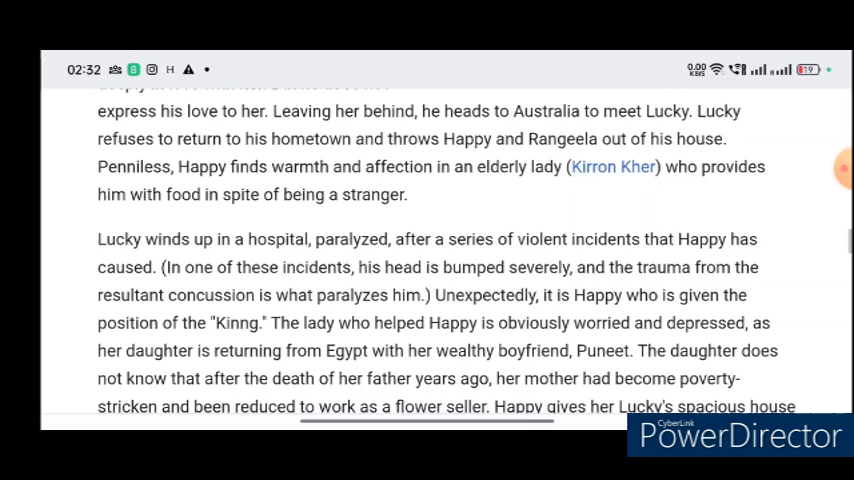 02:32 H 0.00 KB/S 19
express his love to her. Leaving her behind, he heads to Australia to meet Lucky. Lucky
refuses to return to his hometown and throws Happy and Rangeela out of his house.
Penniless, Happy finds warmth and affection in an elderly lady (Kirron Kher) who provides
him with food in spite of being a stranger.
Lucky winds up in a hospital, paralyzed, after a series of violent incidents that Happy has
caused. (In one of these incidents, his head is bumped severely, and the trauma from the
resultant concussion is what paralyzes him.) Unexpectedly, it is Happy who is given the
position of the "Kinng." The lady who helped Happy is obviously worried and depressed, as
her daughter is returning from Egypt with her wealthy boyfriend, Puneet. The daughter does
not know that after the death of her father years ago, her mother had become poverty-
stricken and been reduced to work as a flower seller. Happy gives her Lucky's spacious house
CyberLink
PowerDirector